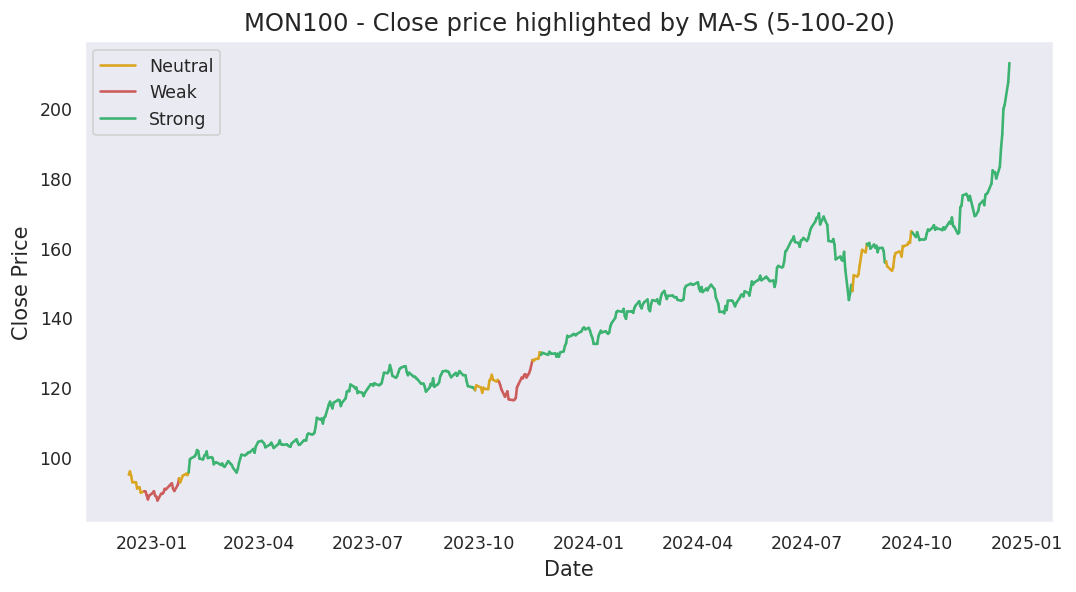 MON100 - Close price highlighted by MA-S (5-100-20)
Neutral
Weak
Strong
Close Price
200
180
160
140
120
100
2023-01 2023-04 2023-07 2023-10 2024-01 2024-04 2024-07 2024-10 2025-01
Date